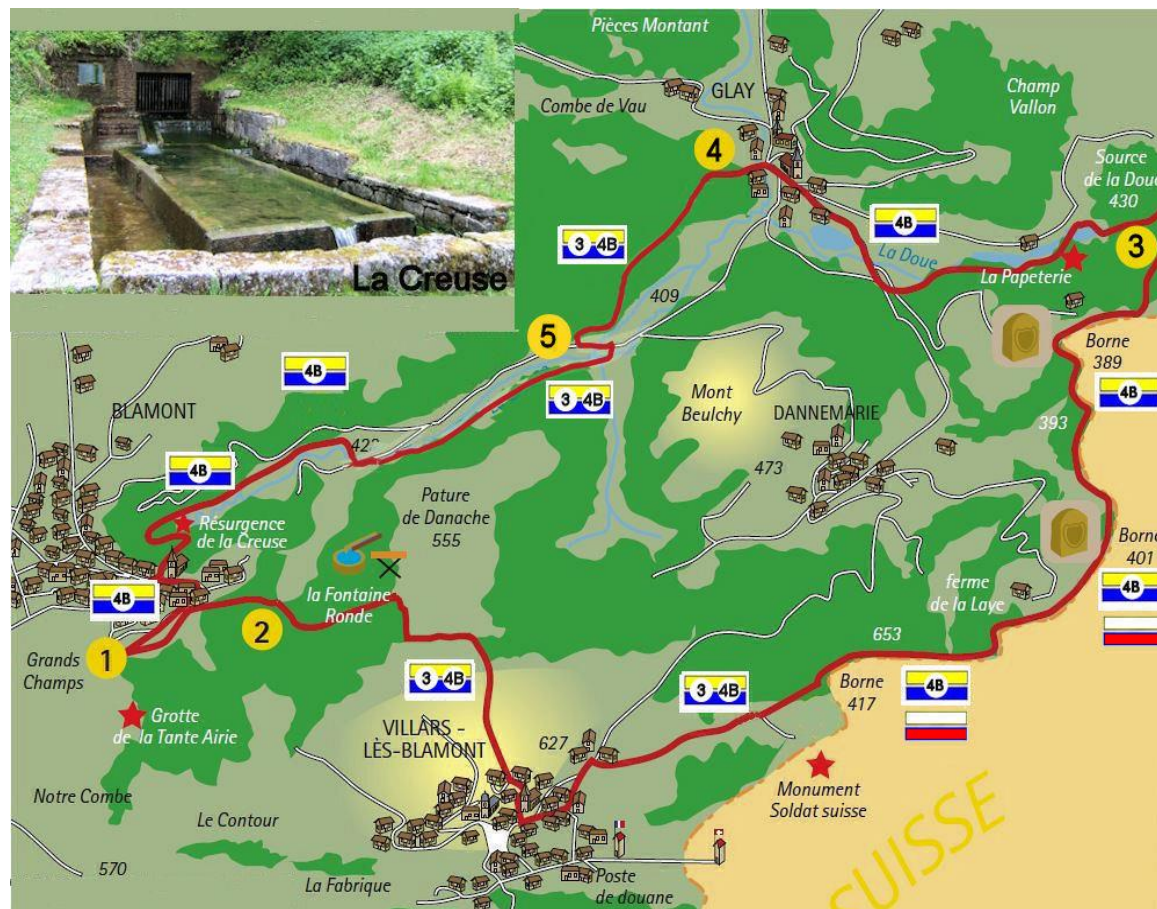 La Creuse
Pièces Montant
GLAY
Combe de Vau
Champ
Vallon
4
Source
de la Doue
430
4B
3
3 4B
La Doue
La Papeterie
409
5
Borne
389
4B
4B
3 4B
Mont
Beulchy
DANNEMARIE
393
BLAMONT
4B
473
Pature
de Danache
555
Résurgence
de la Creuse
Borne
401
4B
la Fontaine
Ronde
ferme
de la Laye
4B
2
1
653
Grands
Champs
3 4B
3 4B
Borne
417
4B
Grotte
de la Tante Airie
VILLARS -
LÈS-BLAMONT
627
Monument
Soldat suisse
Notre Combe
Le Contour
SUISSE
570
La Fabrique
Poste
de douane